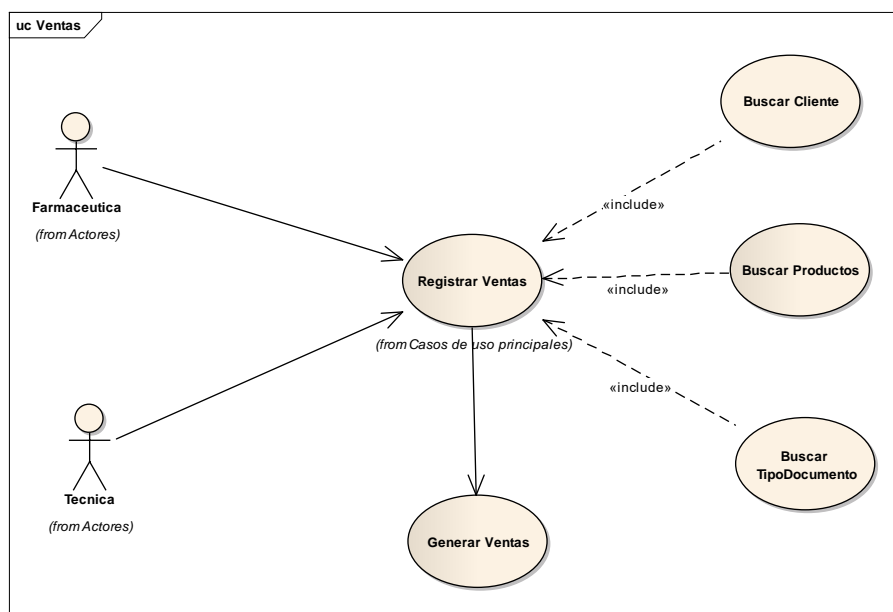 uc Ventas
Buscar Cliente
Farmaceutica
(from Actores)
«include»
Registrar Ventas
(from Casos de uso principales)
Buscar Productos
«include»
«include»
Tecnica
(from Actores)
Buscar
TipoDocumento
Generar Ventas